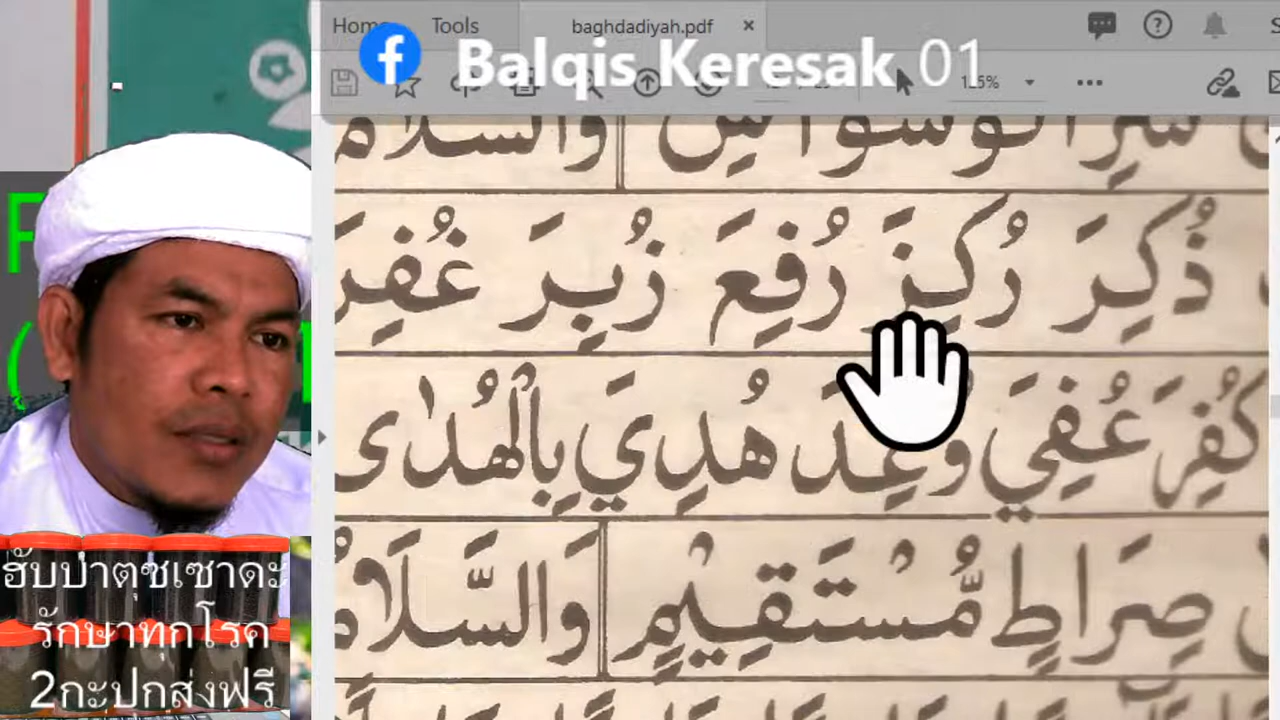 Home Tools baghdadiyah.pdf
Balqis Keresak 01
الوسواس والسلام
ذُكِرَ رُكِزَ رُفِعَ زُبِرَ غُفِرَ
كُفِرَ عُفِيَ وُعِدَ هُدِيَ بِالْهُدٰى
صِرَاطٍ مُّسْتَقِيْمٍ وَالسَّلَامُ
ฮับบาตุซเซาดะ
รักษาทุกโรค
2กะปุกส่งฟรี